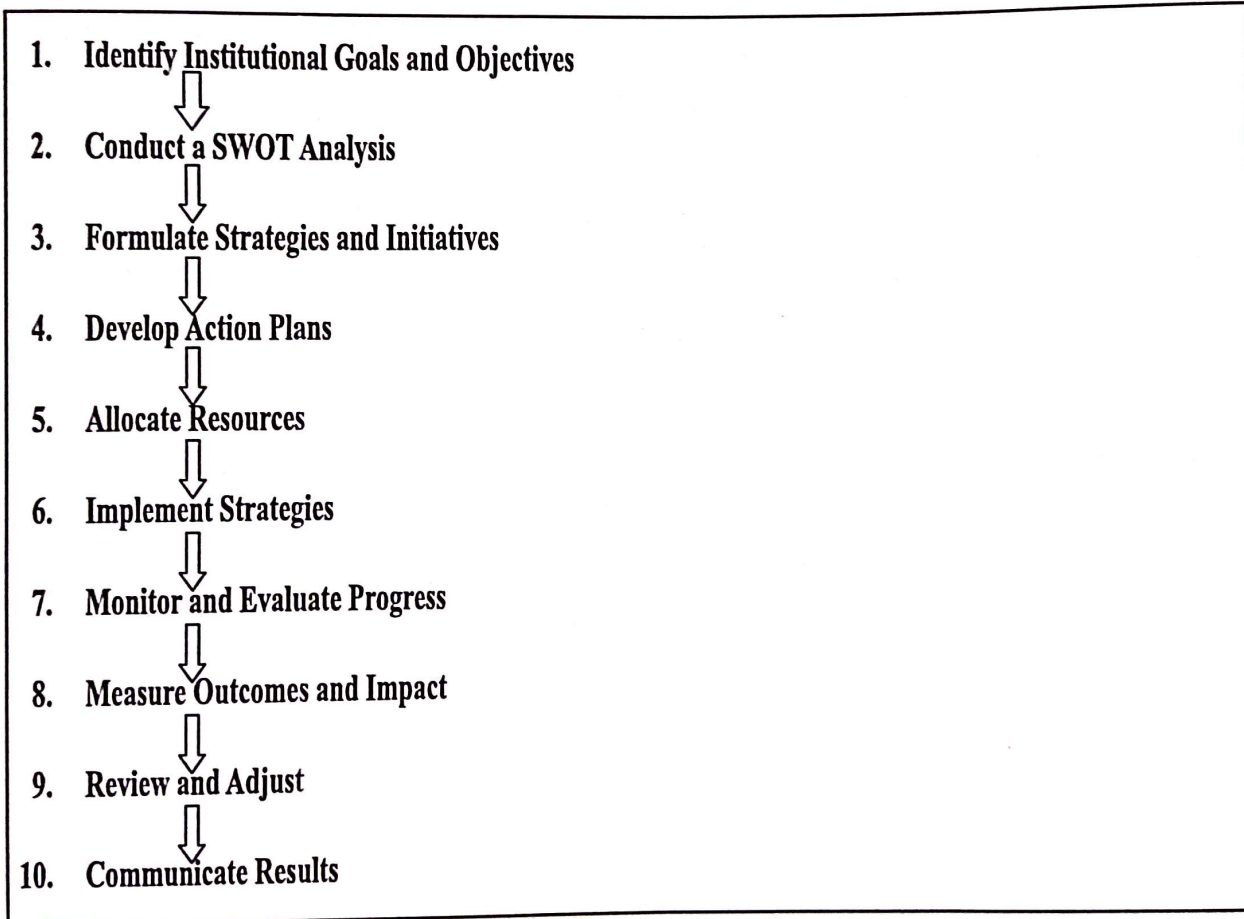 1. Identify Institutional Goals and Objectives
2. Conduct a SWOT Analysis
3. Formulate Strategies and Initiatives
4. Develop Action Plans
5. Allocate Resources
6. Implement Strategies
7. Monitor and Evaluate Progress
8. Measure Outcomes and Impact
9. Review and Adjust
10. Communicate Results